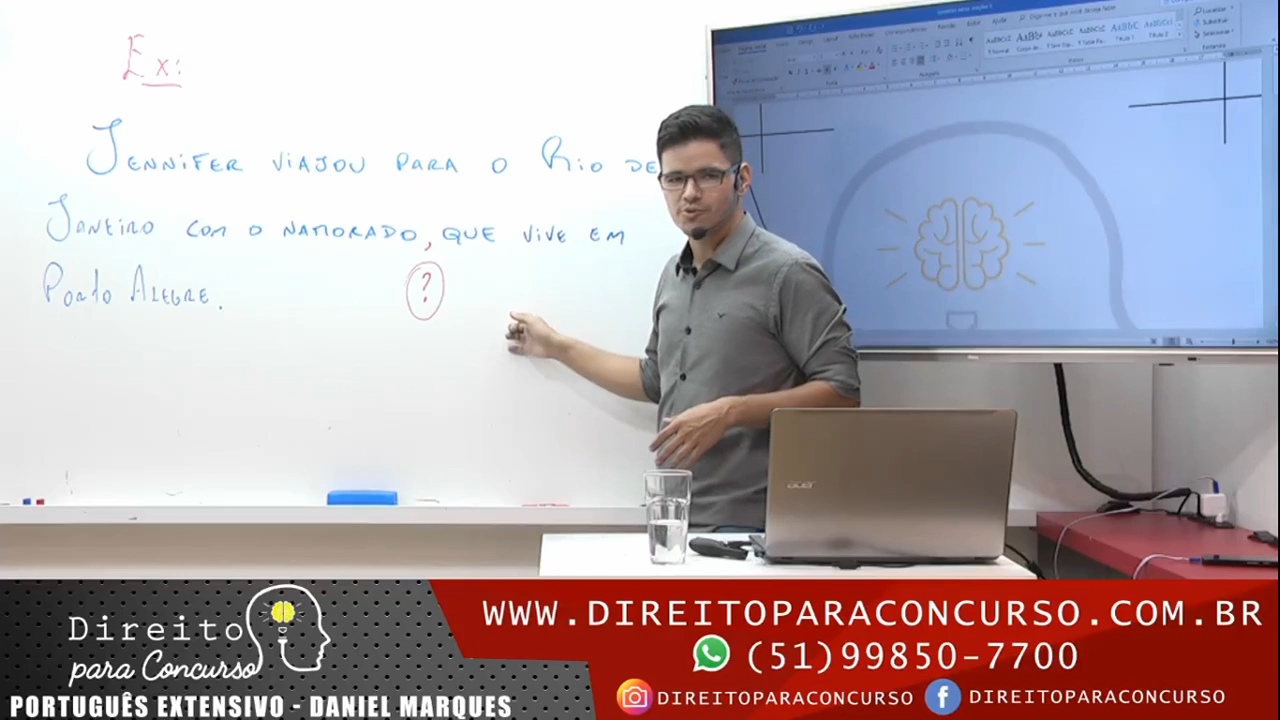 Ex:
JENNIFER VIAJOU PARA O RIO DE
JANEIRO COM O NAMORADO, QUE VIVE EM
PORTO ALEGRE.
?
acer
Direito
para Concurso
PORTUGUÊS EXTENSIVO - DANIEL MARQUES
WWW.DIREITOPARACONCURSO.COM.BR
(51)99850-7700
DIREITOPARACONCURSO
DIREITOPARACONCURSO